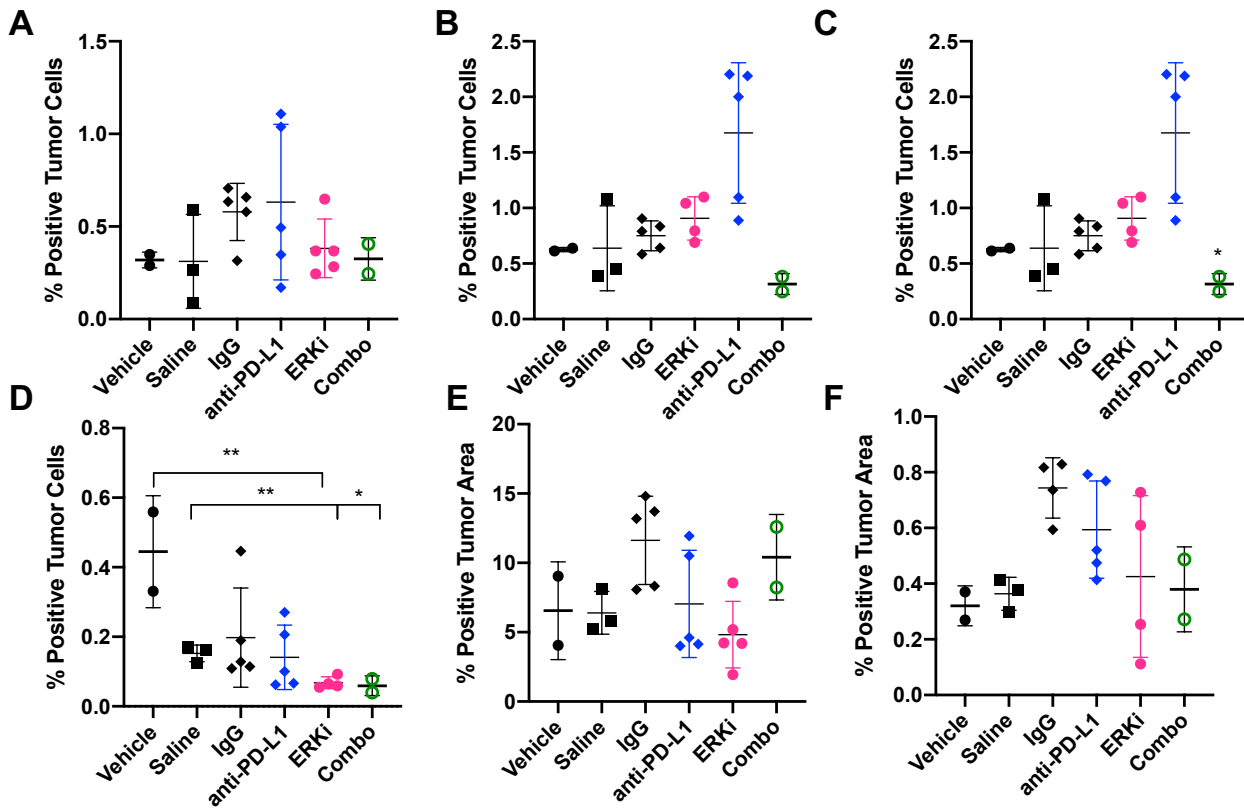 A
% Positive Tumor Cells
1.5
1.0
0.5
0.0
Vehicle
Saline
IgG
anti-PD-L1
ERKi
Combo
B
% Positive Tumor Cells
2.5
2.0
1.5
1.0
0.5
0.0
Vehicle
Saline
IgG
ERKi
anti-PD-L1
Combo
C
% Positive Tumor Cells
2.5
2.0
1.5
1.0
0.5
0.0
*
Vehicle
Saline
IgG
ERKi
anti-PD-L1
Combo
D
% Positive Tumor Cells
0.8
0.6
0.4
0.2
0.0
**
**
*
Vehicle
Saline
IgG
anti-PD-L1
ERKi
Combo
E
% Positive Tumor Area
20
15
10
5
0
Vehicle
Saline
IgG
anti-PD-L1
ERKi
Combo
F
% Positive Tumor Area
1.0
0.8
0.6
0.4
0.2
0.0
Vehicle
Saline
IgG
anti-PD-L1
ERKi
Combo